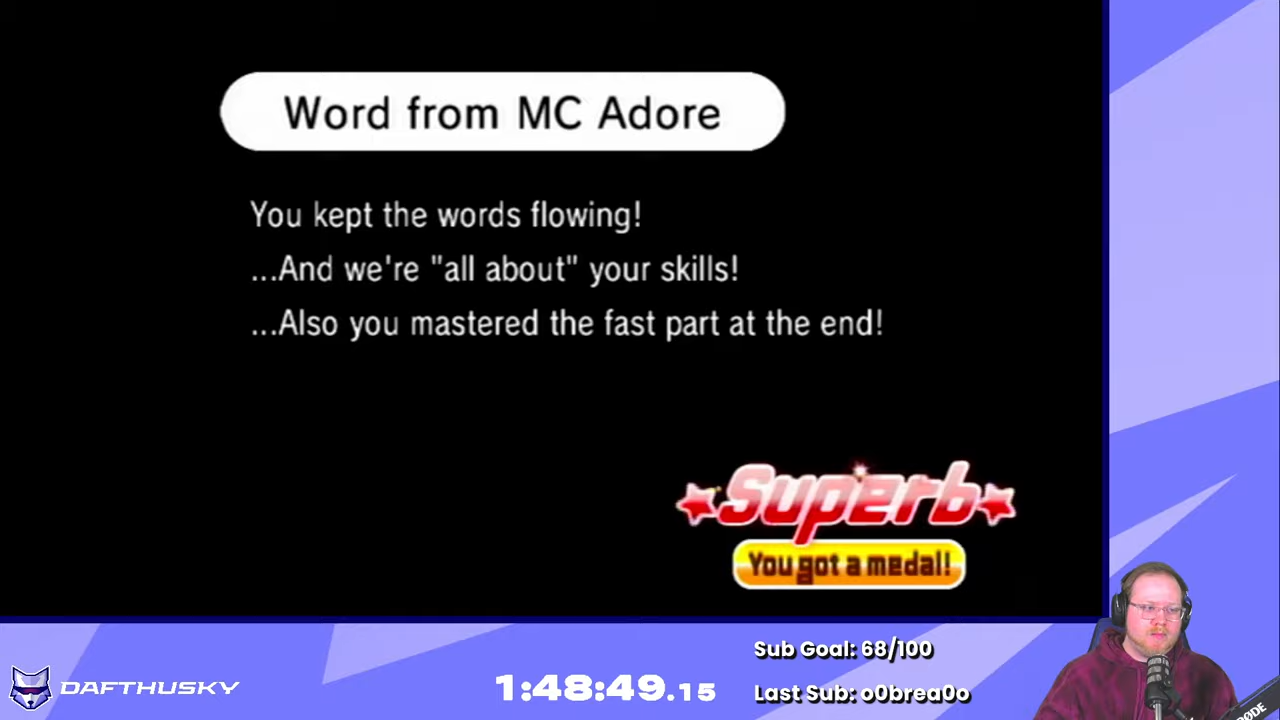 Word from MC Adore
You kept the words flowing!
...And we're "all about" your skills!
...Also you mastered the fast part at the end!
Superb
You got a medal!
DAFTHUSKY
1:48:49.15
Sub Goal: 68/100
Last Sub: o0brea0o